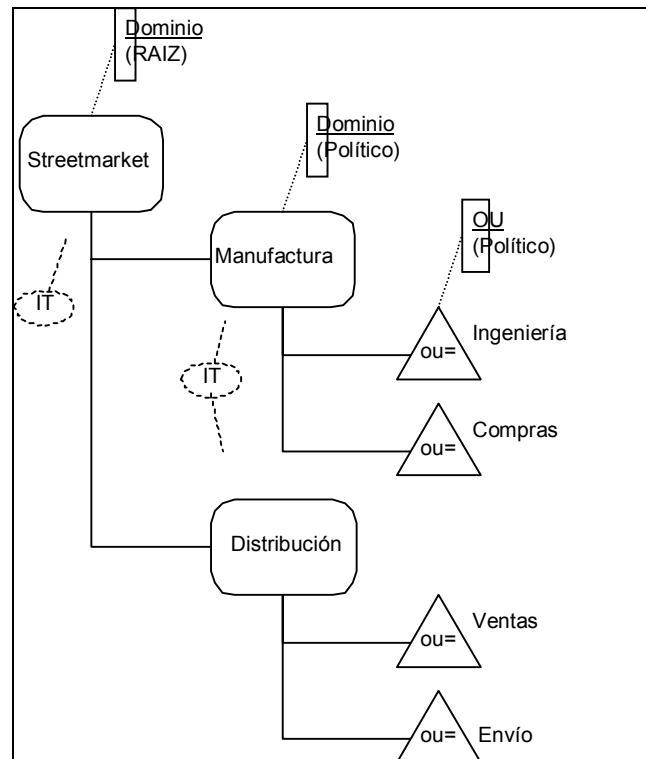 Dominio
(RAIZ)
Streetmarket
Dominio
(Político)
Manufactura
OU
(Político)
IT
IT
ou=
Ingeniería
ou=
Compras
Distribución
ou=
Ventas
ou=
Envío